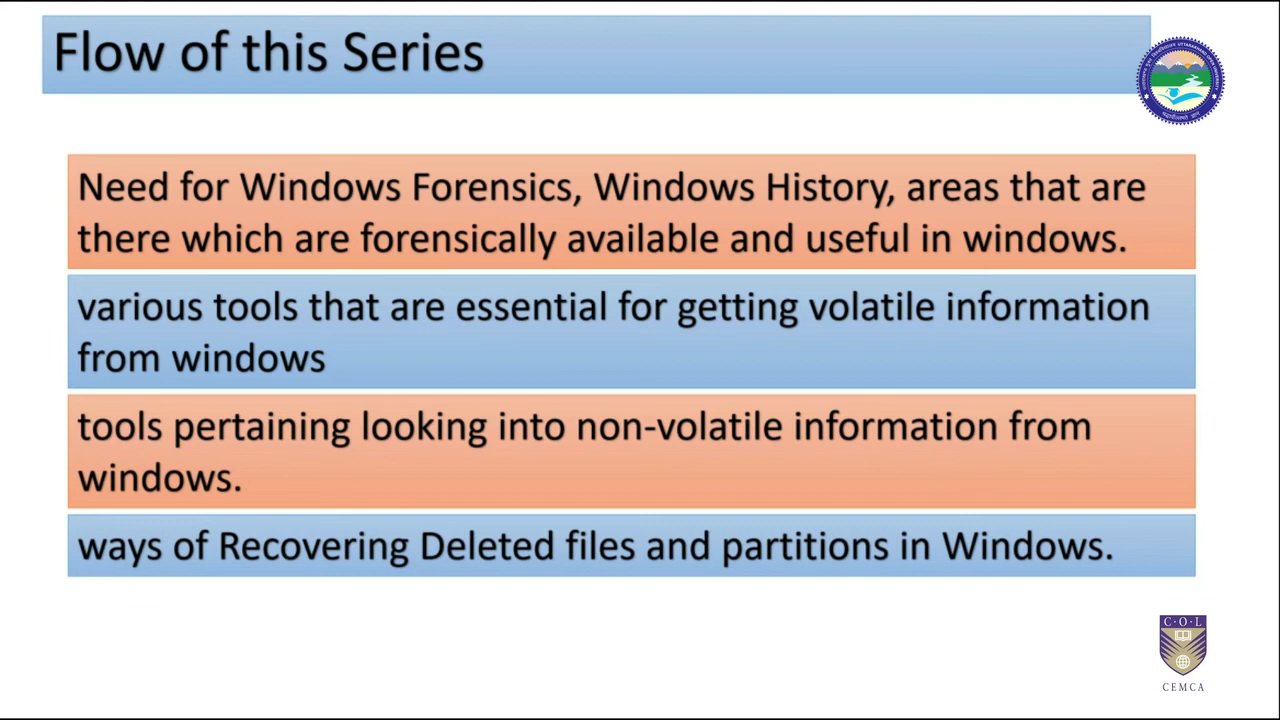 Flow of this Series
Need for Windows Forensics, Windows History, areas that are
there which are forensically available and useful in windows.
various tools that are essential for getting volatile information
from windows
tools pertaining looking into non-volatile information from
windows.
ways of Recovering Deleted files and partitions in Windows.
C·O·L
CEMCA